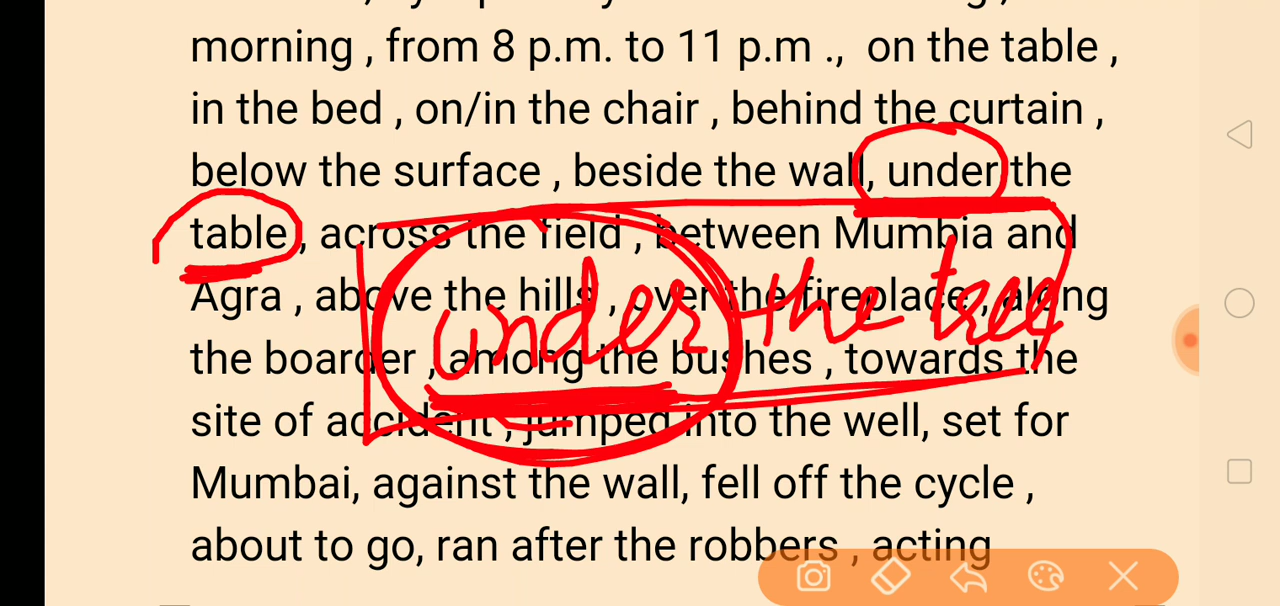 morning , from 8 p.m. to 11 p.m ., on the table ,
in the bed , on/in the chair , behind the curtain ,
below the surface , beside the wall, under the
table , across the field , between Mumbia and
Agra , above the hills , over the fireplace , along
under the tree
the boarder , among the bushes , towards the
site of accident , jumped into the well, set for
Mumbai, against the wall, fell off the cycle ,
about to go, ran after the robbers , acting